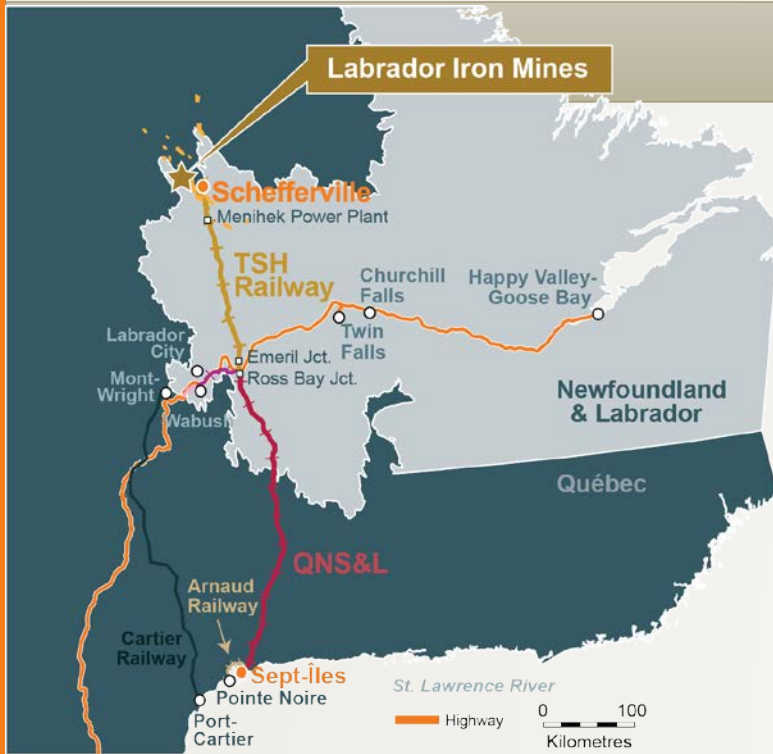 Labrador Iron Mines
Schefferville
Menihek Power Plant
TSH
Railway
Churchill
Falls
Happy Valley-
Goose Bay
Twin
Falls
Labrador
City
Emeril Jct.
Mont-
Wright
Ross Bay Jct.
Wabush
Newfoundland
& Labrador
Québec
QNS&L
Arnaud
Railway
Cartier
Railway
Sept-Îles
Pointe Noire
Port-
Cartier
St. Lawrence River
Highway
0 100
Kilometres